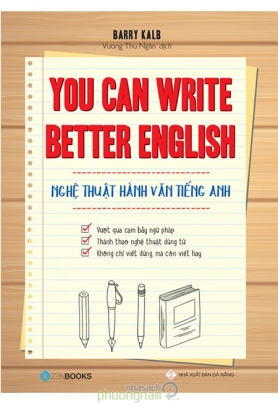 BARRY KALB
Vương Thu Ngân dịch
YOU CAN WRITE
BETTER ENGLISH
NGHỆ THUẬT HÀNH VĂN TIẾNG ANH
Vượt qua cạm bẫy ngữ pháp
Thành thạo nghệ thuật dùng từ
Không chỉ viết đúng, mà còn viết hay
ZENBOOKS
NHÀ XUẤT BẢN ĐÀ NẴNG
nhasach
phuongnam